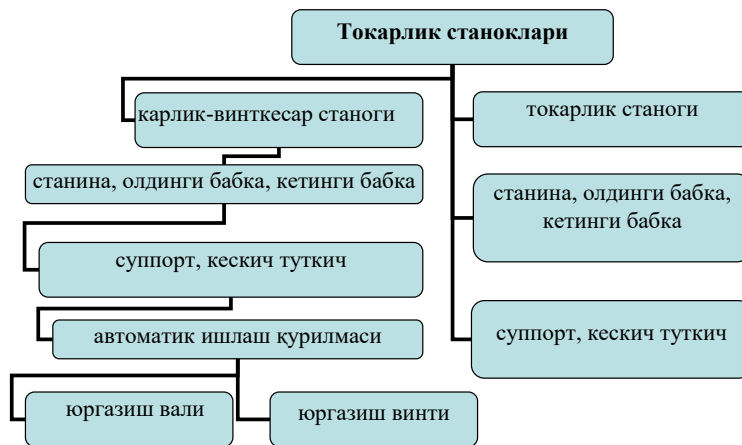 Токарлик станоклари
карлик-винткесар станоги
токарлик станоги
станина, олдинги бабка, кетинги бабка
станина, олдинги бабка,
кетинги бабка
суппорт, кескич туткич
суппорт, кескич туткич
автоматик ишлаш қурилмаси
юргазиш вали
юргазиш винти